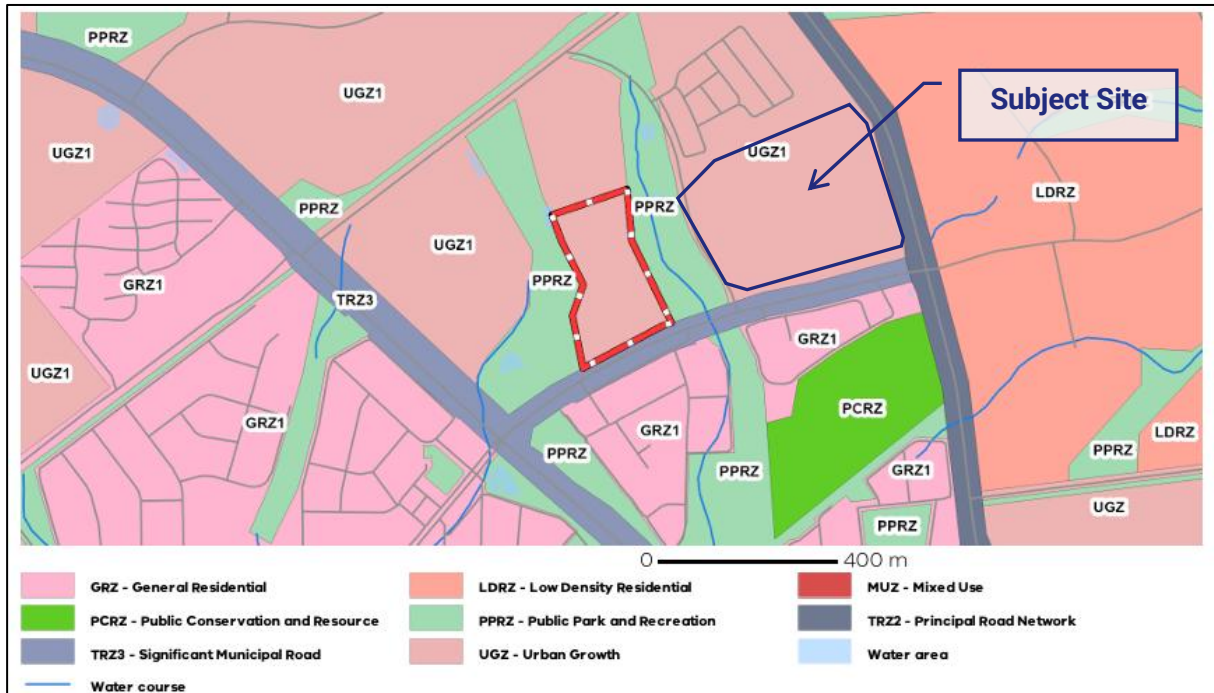 PPRZ
UGZ1
Subject Site
UGZ1
UGZ1
LDRZ
PPRZ
PPRZ
UGZ1
GRZ1
PPRZ
TRZ3
GRZ1
UGZ1
PCRZ
GRZ1
GRZ1
LDRZ
PPRZ
PPRZ
PPRZ
GRZ1
UGZ
PPRZ
0 400 m
GRZ - General Residential
LDRZ - Low Density Residential
MUZ - Mixed Use
PCRZ - Public Conservation and Resource
PPRZ - Public Park and Recreation
TRZ2 - Principal Road Network
TRZ3 - Significant Municipal Road
UGZ - Urban Growth
Water area
Water course